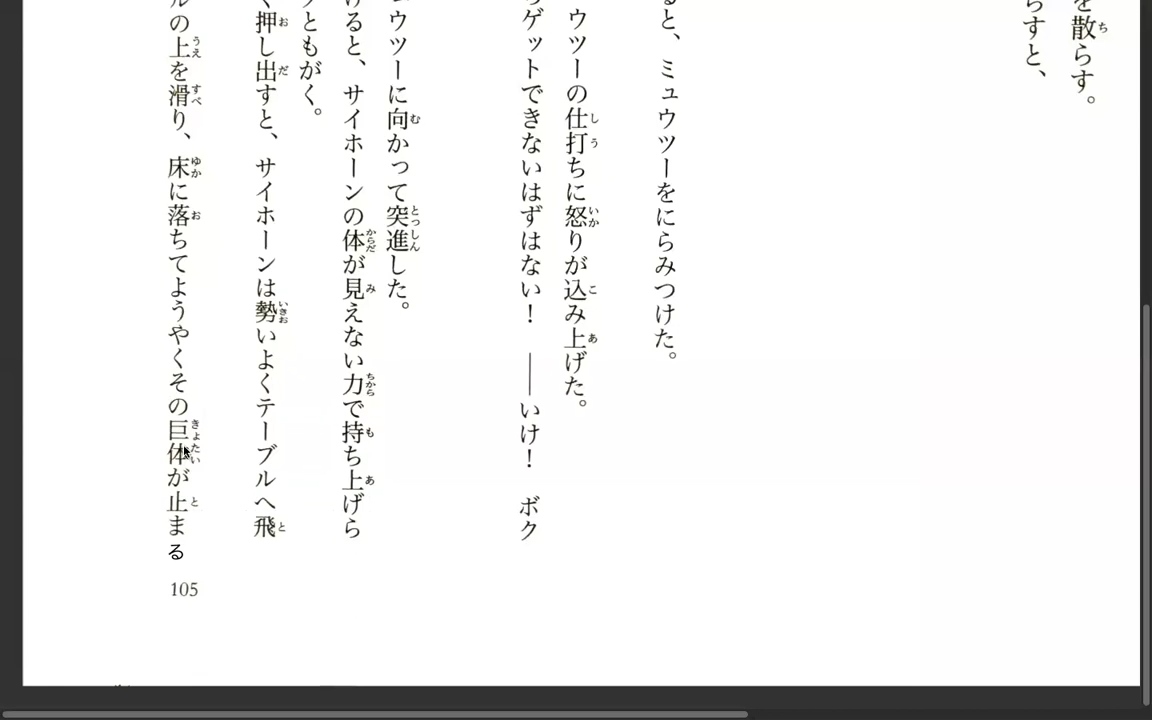 を散らす。
らすと、
ると、ミュウツーをにらみつけた。
ウツーの仕打ちに怒りが込み上げた。
ゲットできないはずはない！　――いけ！　ボク
ュウツーに向かって突進した。
けると、サイホーンの体が見えない力で持ち上げら
ともがく。
く押し出すと、サイホーンは勢いよくテーブルへ飛
ルの上を滑り、床に落ちてようやくその巨体が止まる
105